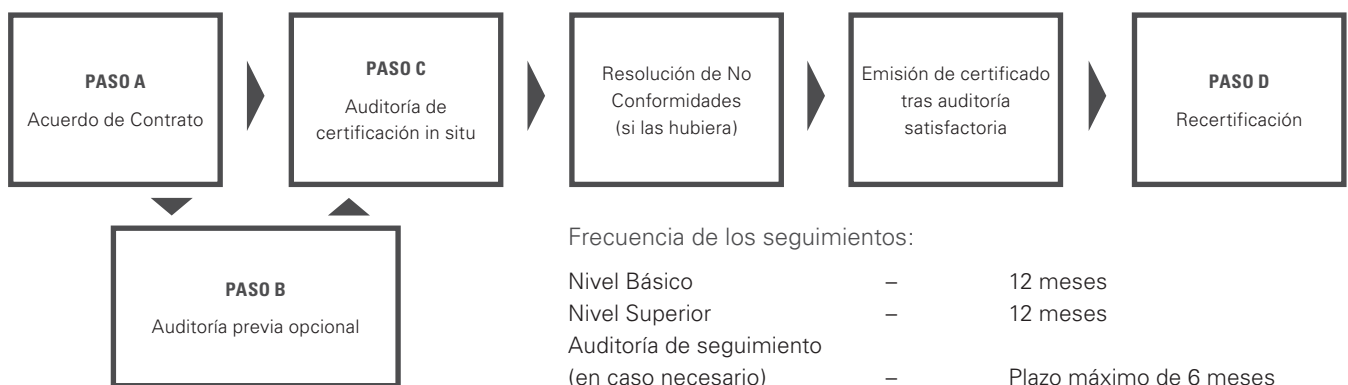 PASO A
Acuerdo de Contrato
PASO C
Auditoría de
certificación in situ
Resolución de No
Conformidades
(si las hubiera)
Emisión de certificado
tras auditoría
satisfactoria
PASO D
Recertificación
PASO B
Auditoría previa opcional
Frecuencia de los seguimientos:
Nivel Básico – 12 meses
Nivel Superior – 12 meses
Auditoría de seguimiento
(en caso necesario) – Plazo máximo de 6 meses